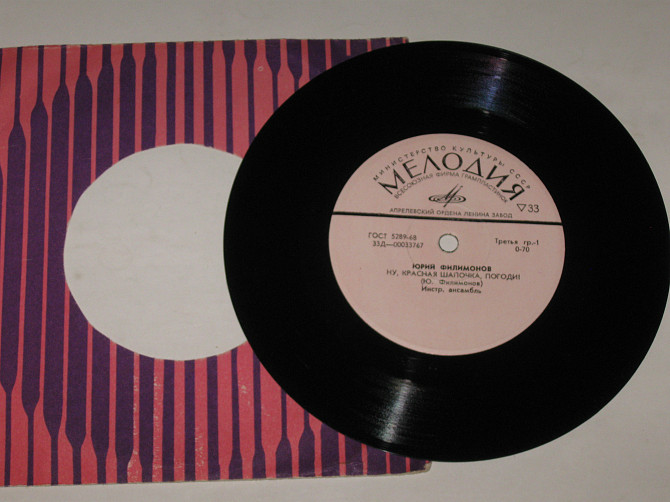 МИНИСТЕРСТВО КУЛЬТУРЫ СССР
МЕЛОДИЯ
ВСЕСОЮЗНАЯ ФИРМА ГРАМПЛАСТИНОК
33
АПРЕЛЕВСКИЙ ОРДЕНА ЛЕНИНА ЗАВОД
ГОСТ 5289-68
33Д—00033767
Третья гр.-1
0-70
ЮРИЙ ФИЛИМОНОВ
НУ, КРАСНАЯ ШАПОЧКА, ПОГОДИ!
(Ю. Филимонов)
Инстр. ансамбль